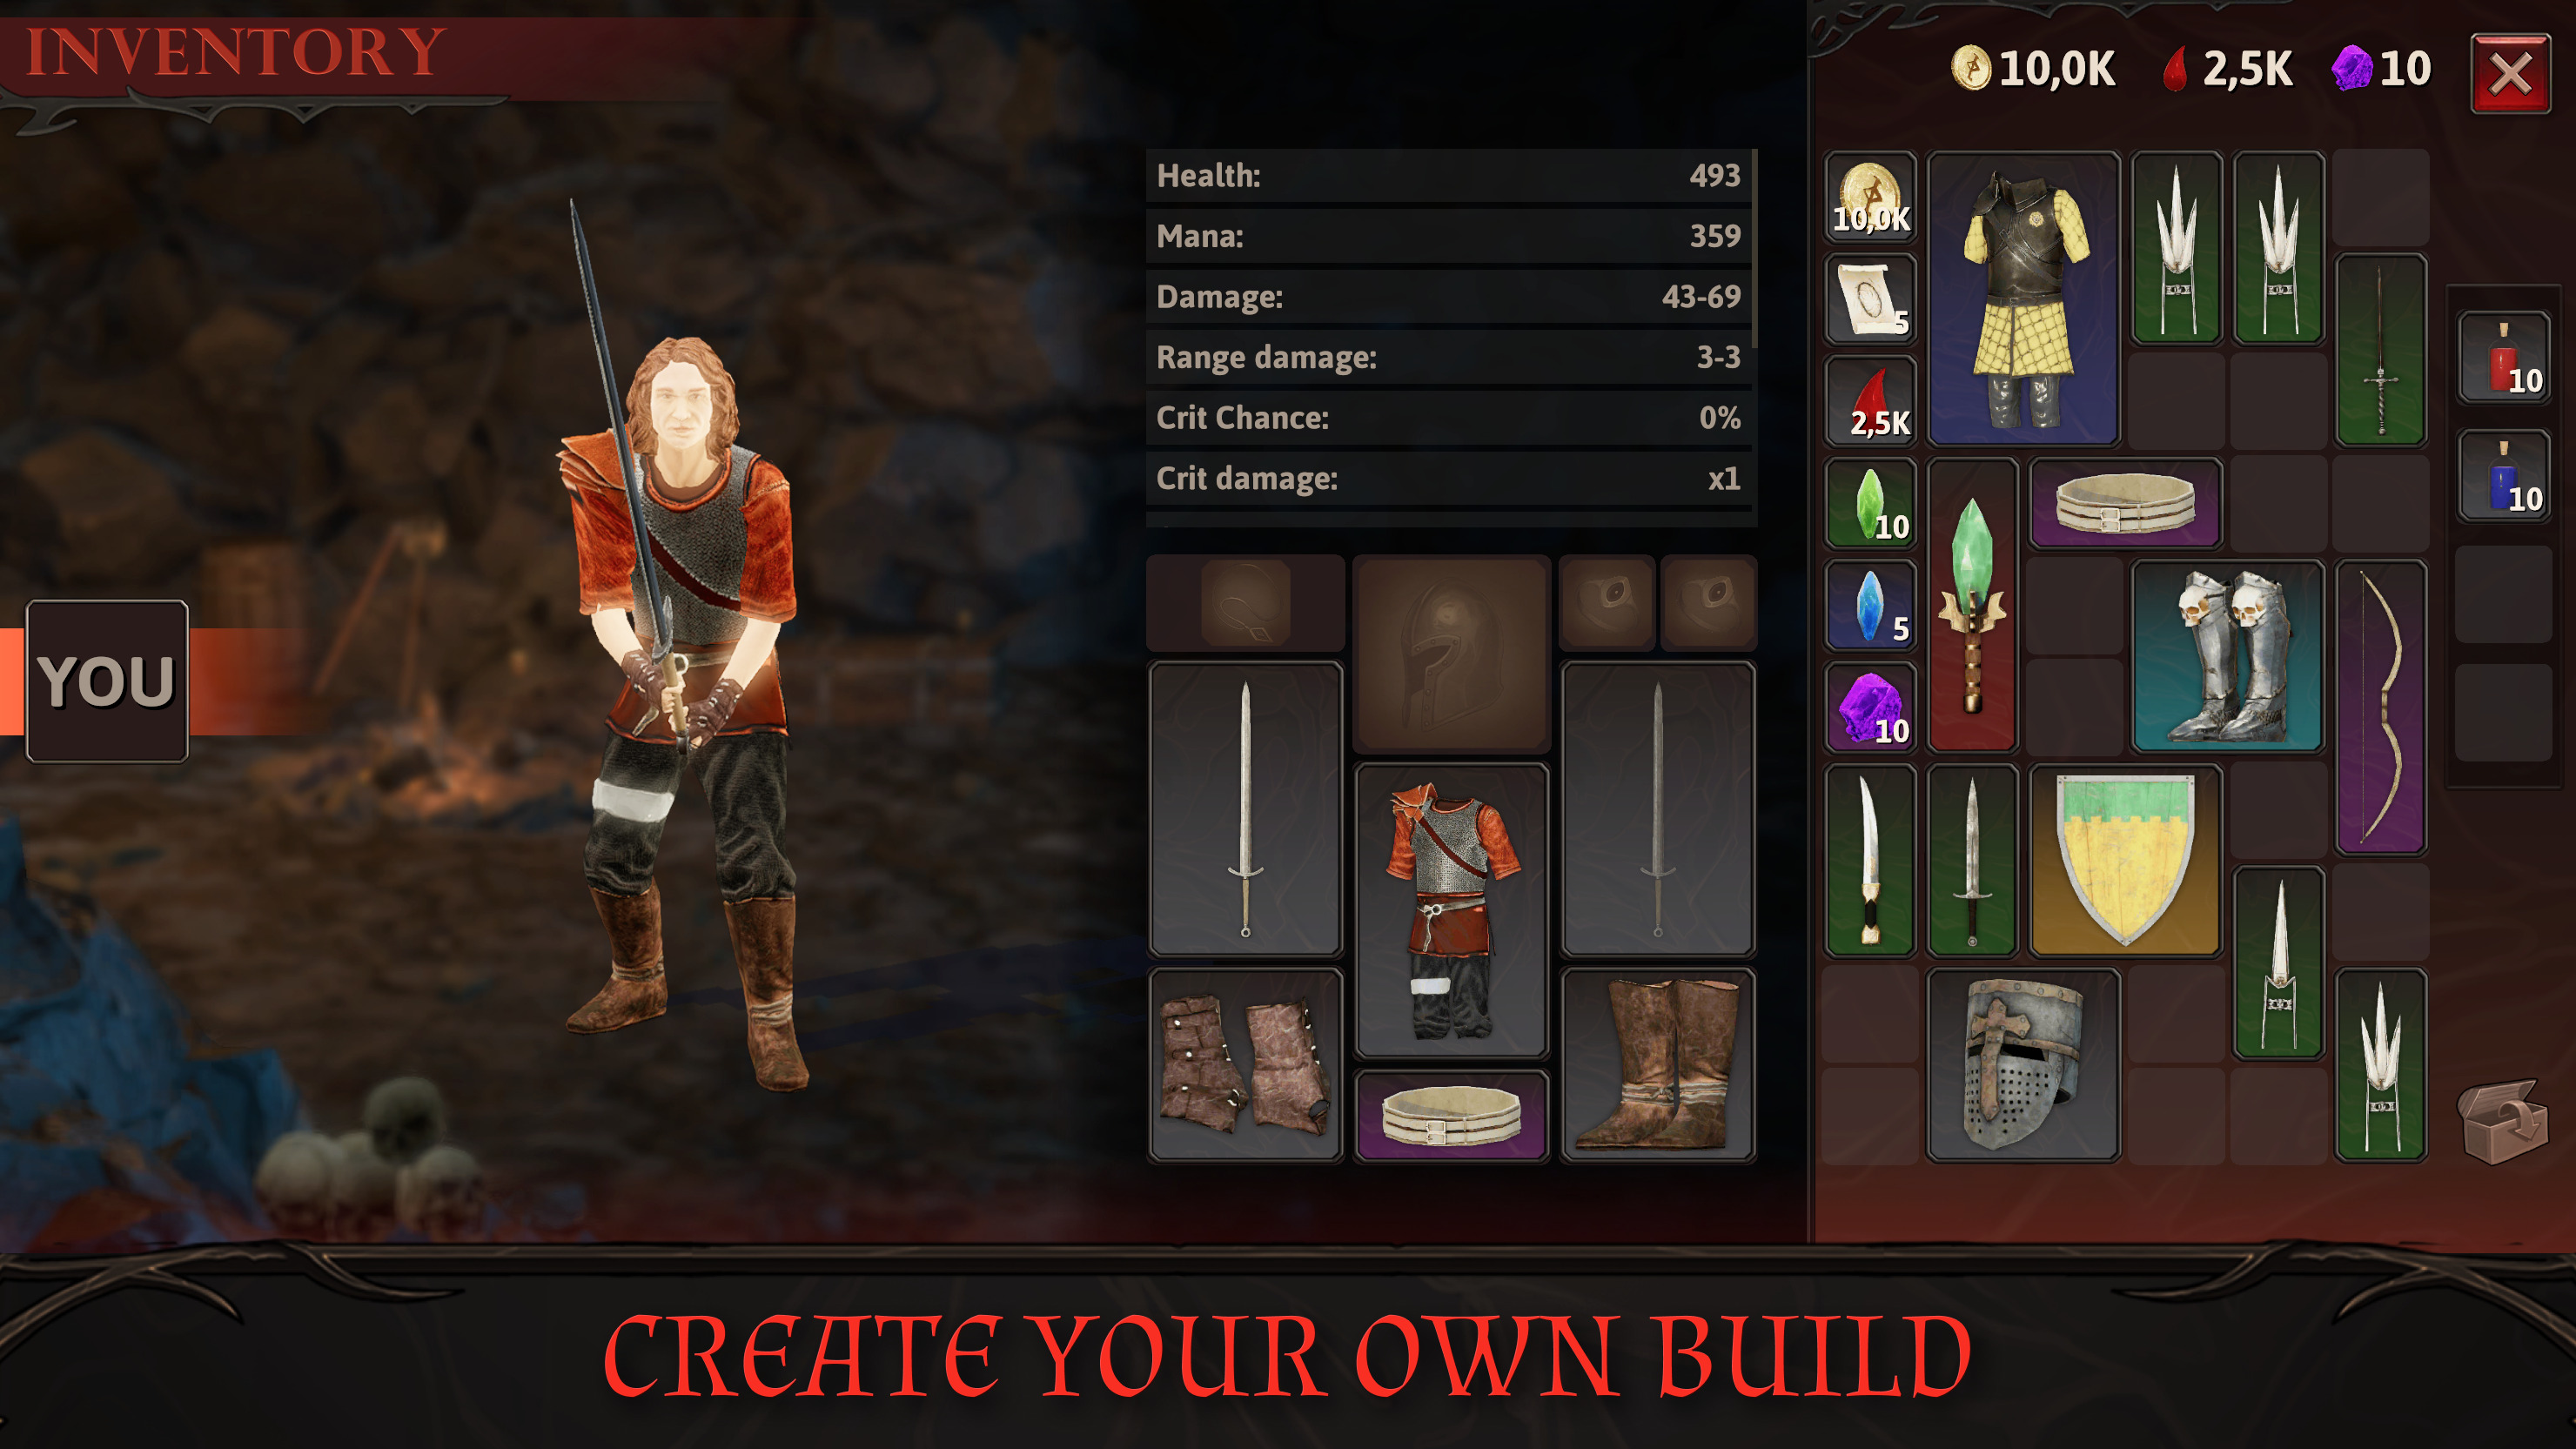 INVENTORY
10,0K 2,5K 10
Health: 493
Mana: 359
Damage: 43-69
Range damage: 3-3
Crit Chance: 0%
Crit damage: x1
YOU
10,0K
5
2,5K
10
5
10
10
10
CREATE YOUR OWN BUILD